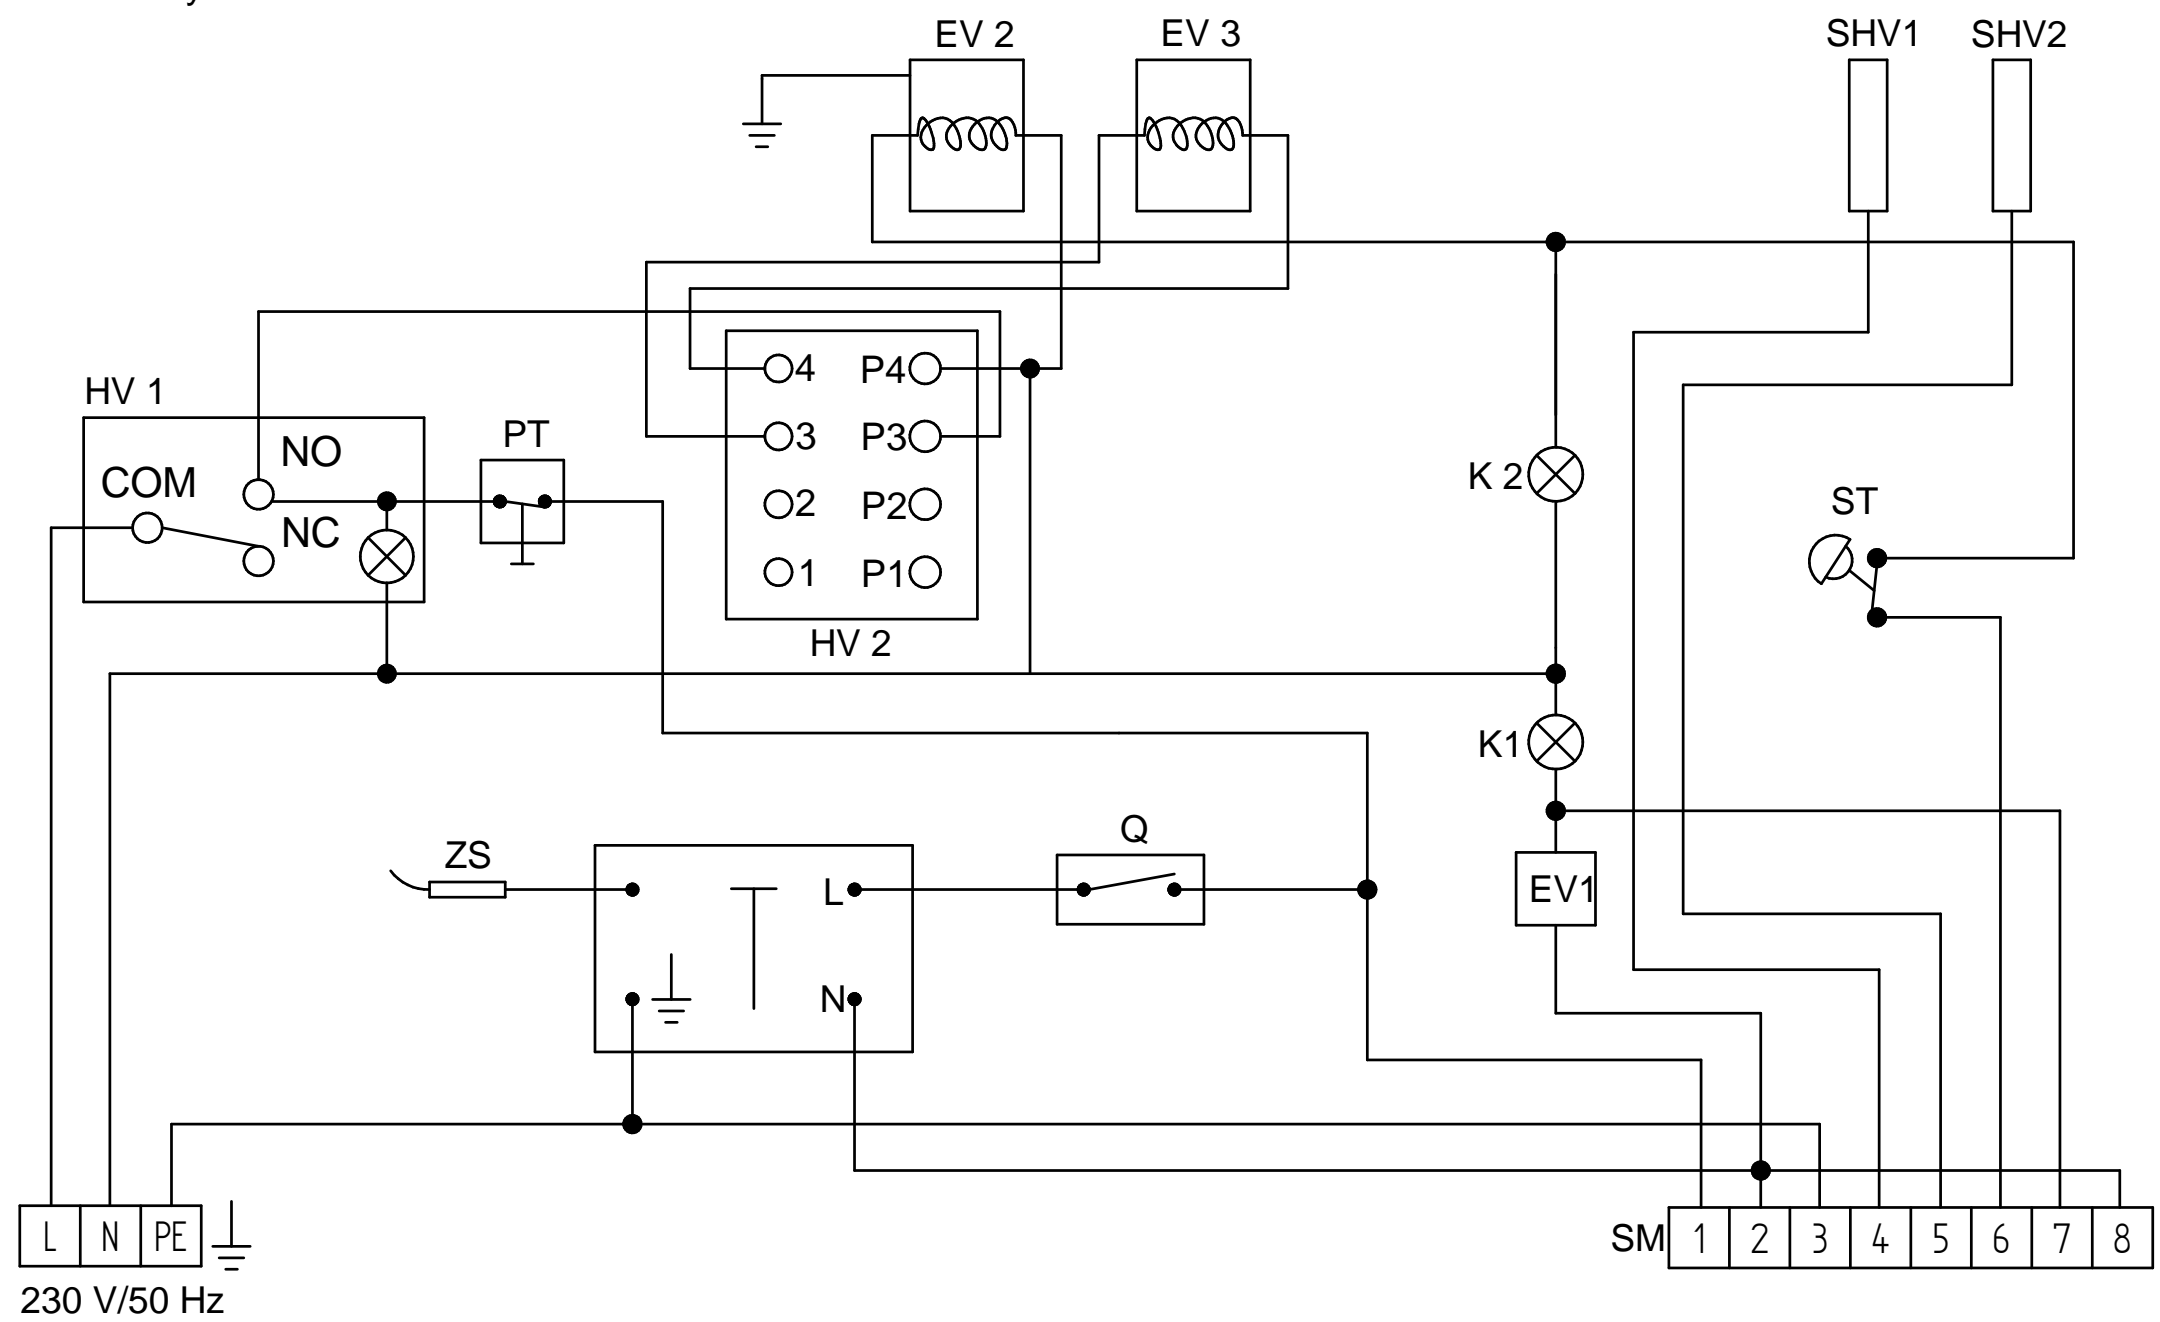 EV 2
EV 3
SHV1
SHV2
HV 1
COM
NO
NC
PT
4
P4
3
P3
2
P2
1
P1
HV 2
K 2
ST
K1
ZS
L
N
Q
EV1
L N PE
230 V/50 Hz
SM 1 2 3 4 5 6 7 8